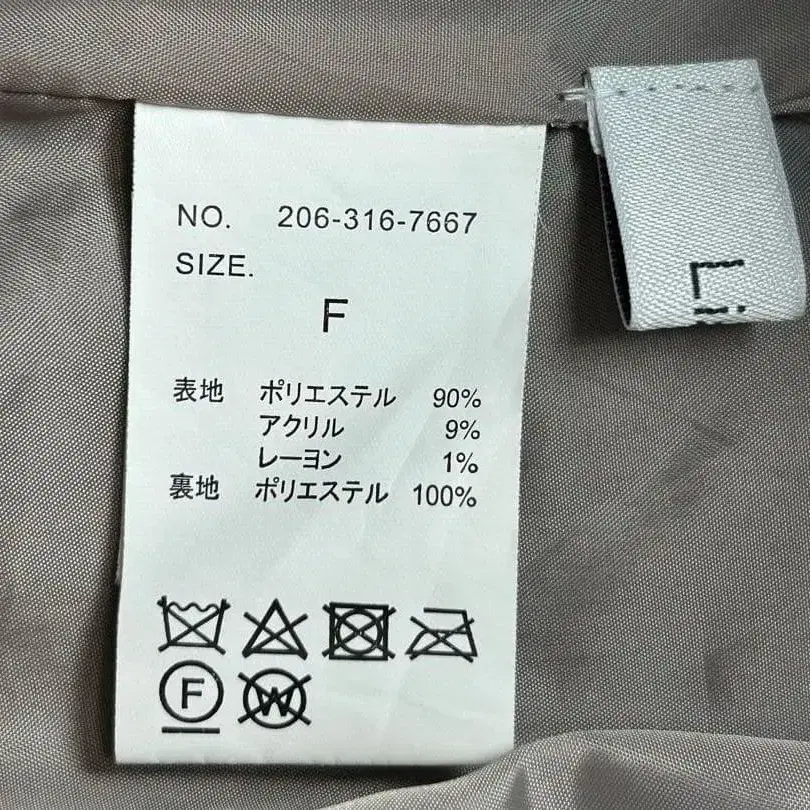 NO. 206-316-7667
SIZE.
F
表地 ポリエステル 90%
アクリル 9%
レーヨン 1%
裏地 ポリエステル 100%
F W